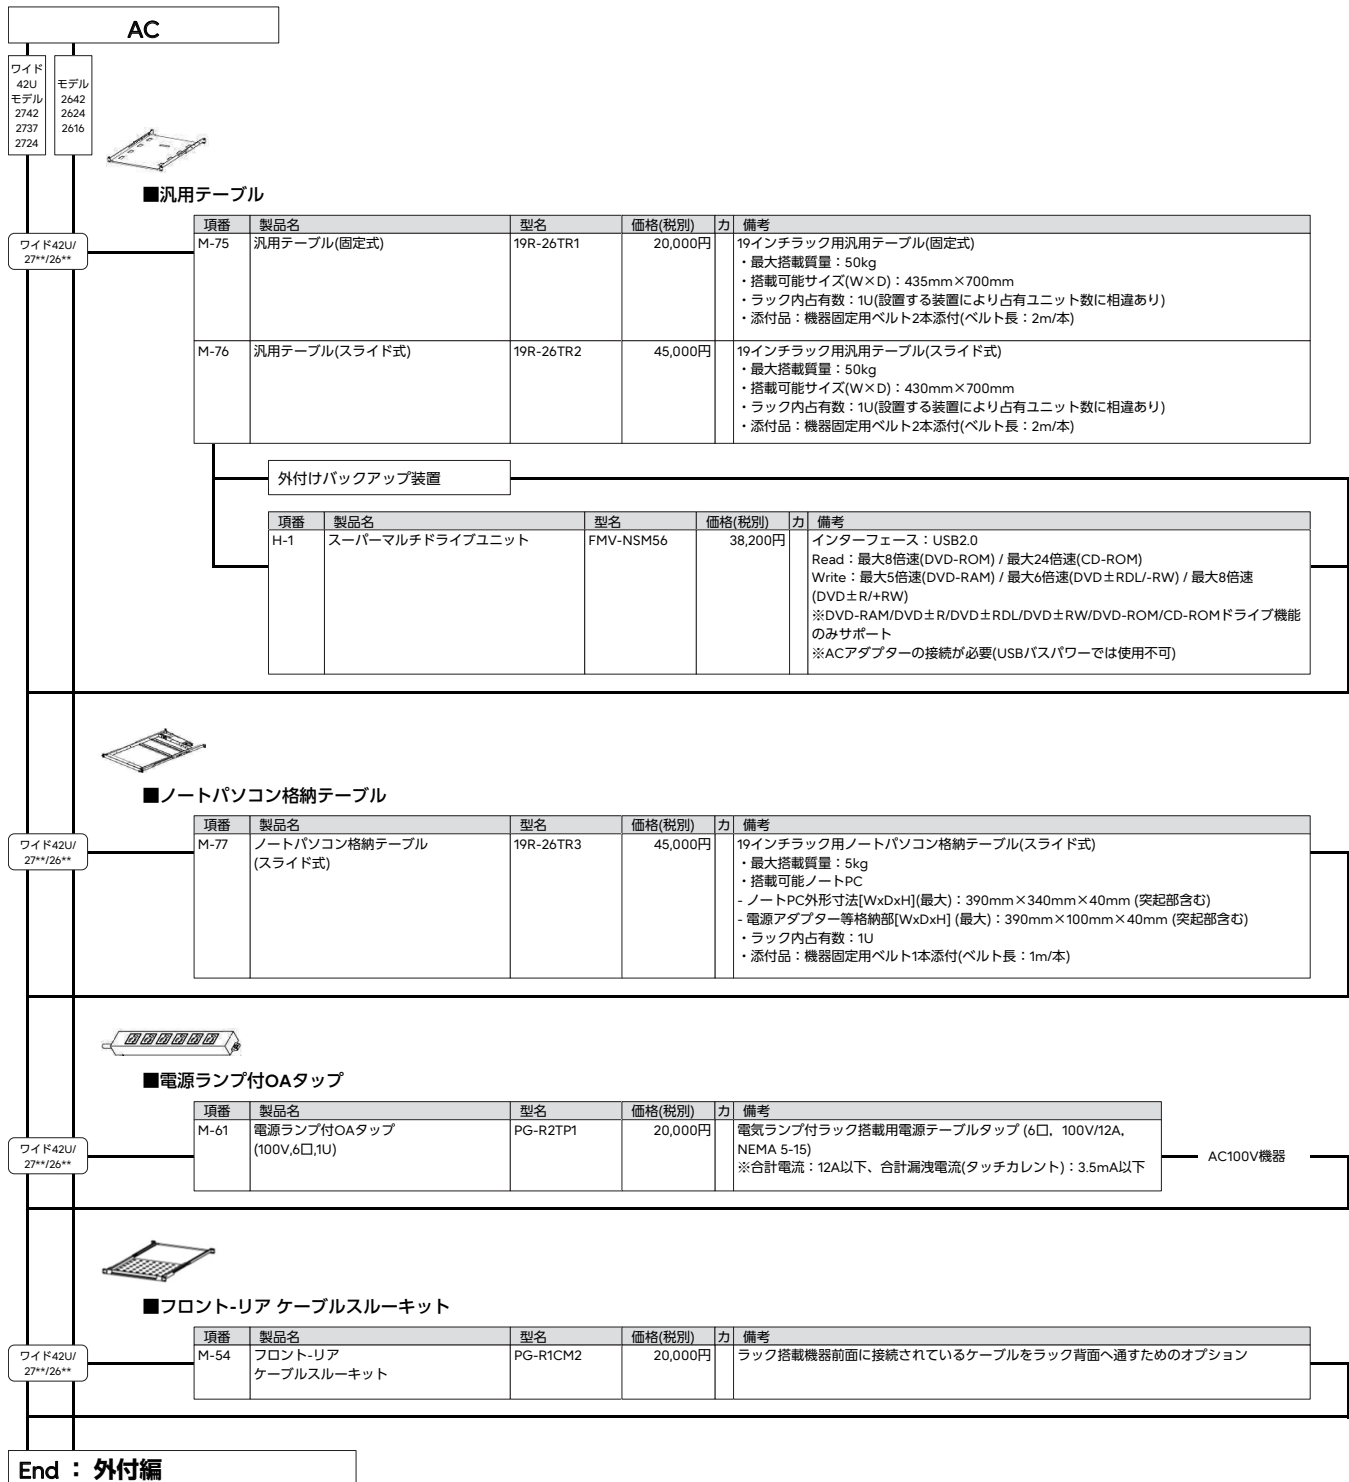 AC
ワイド
42U
モデル
2742
2737
2724
モデル
2642
2624
2616
■汎用テーブル
項番 製品名 型名 価格(税別) カ 備考
ワイド42U/
27**/26**
M-75 汎用テーブル(固定式) 19R-26TR1 20,000円 19インチラック用汎用テーブル(固定式)
・最大搭載質量：50kg
・搭載可能サイズ(W×D)：435mm×700mm
・ラック内占有数：1U(設置する装置により占有ユニット数に相違あり)
・添付品：機器固定用ベルト2本添付(ベルト長：2m/本)
M-76 汎用テーブル(スライド式) 19R-26TR2 45,000円 19インチラック用汎用テーブル(スライド式)
・最大搭載質量：50kg
・搭載可能サイズ(W×D)：430mm×700mm
・ラック内占有数：1U(設置する装置により占有ユニット数に相違あり)
・添付品：機器固定用ベルト2本添付(ベルト長：2m/本)
外付けバックアップ装置
項番 製品名 型名 価格(税別) カ 備考
H-1 スーパーマルチドライブユニット FMV-NSM56 38,200円 インターフェース：USB2.0
Read：最大8倍速(DVD-ROM) / 最大24倍速(CD-ROM)
Write：最大5倍速(DVD-RAM) / 最大6倍速(DVD±RDL/-RW) / 最大8倍速
(DVD±R/+RW)
※DVD-RAM/DVD±R/DVD±RDL/DVD±RW/DVD-ROM/CD-ROMドライブ機能
のみサポート
※ACアダプターの接続が必要(USBバスパワーでは使用不可)
■ノートパソコン格納テーブル
項番 製品名 型名 価格(税別) カ 備考
ワイド42U/
27**/26**
M-77 ノートパソコン格納テーブル 19R-26TR3 45,000円 19インチラック用ノートパソコン格納テーブル(スライド式)
(スライド式)
・最大搭載質量：5kg
・搭載可能ノートPC
- ノートPC外形寸法[WxDxH](最大)：390mm×340mm×40mm (突起部含む)
- 電源アダプター等格納部[WxDxH] (最大)：390mm×100mm×40mm (突起部含む)
・ラック内占有数：1U
・添付品：機器固定用ベルト1本添付(ベルト長：1m/本)
■電源ランプ付OAタップ
項番 製品名 型名 価格(税別) カ 備考
ワイド42U/
27**/26**
M-61 電源ランプ付OAタップ PG-R2TP1 20,000円 電気ランプ付ラック搭載用電源テーブルタップ (6口，100V/12A,
(100V,6口,1U) NEMA 5-15)
※合計電流：12A以下、合計漏洩電流(タッチカレント)：3.5mA以下
AC100V機器
■フロント-リア ケーブルスルーキット
項番 製品名 型名 価格(税別) カ 備考
ワイド42U/
27**/26**
M-54 フロント-リア PG-R1CM2 20,000円 ラック搭載機器前面に接続されているケーブルをラック背面へ通すためのオプション
ケーブルスルーキット
End ： 外付編